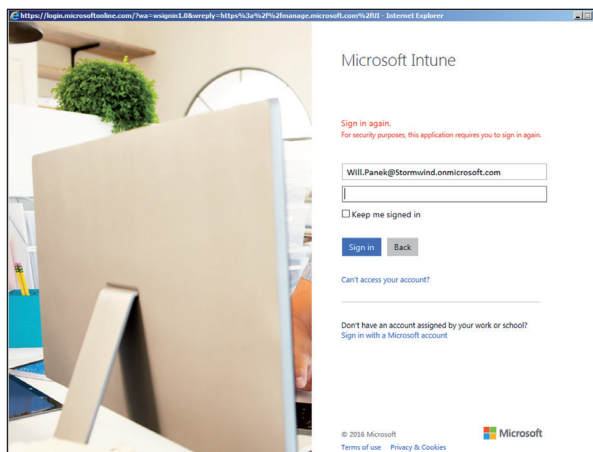 https://login.microsoftonline.com/?wa=wsignin1.0&wreply=https%3a%2f%2fmanage.microsoft.com%2fUI - Internet Explorer
Microsoft Intune
Sign in again.
For security purposes, this application requires you to sign in again.
Will.Panek@Stormwind.onmicrosoft.com
Keep me signed in
Sign in Back
Can't access your account?
Don't have an account assigned by your work or school?
Sign in with a Microsoft account
© 2016 Microsoft
Microsoft
Terms of use Privacy & Cookies